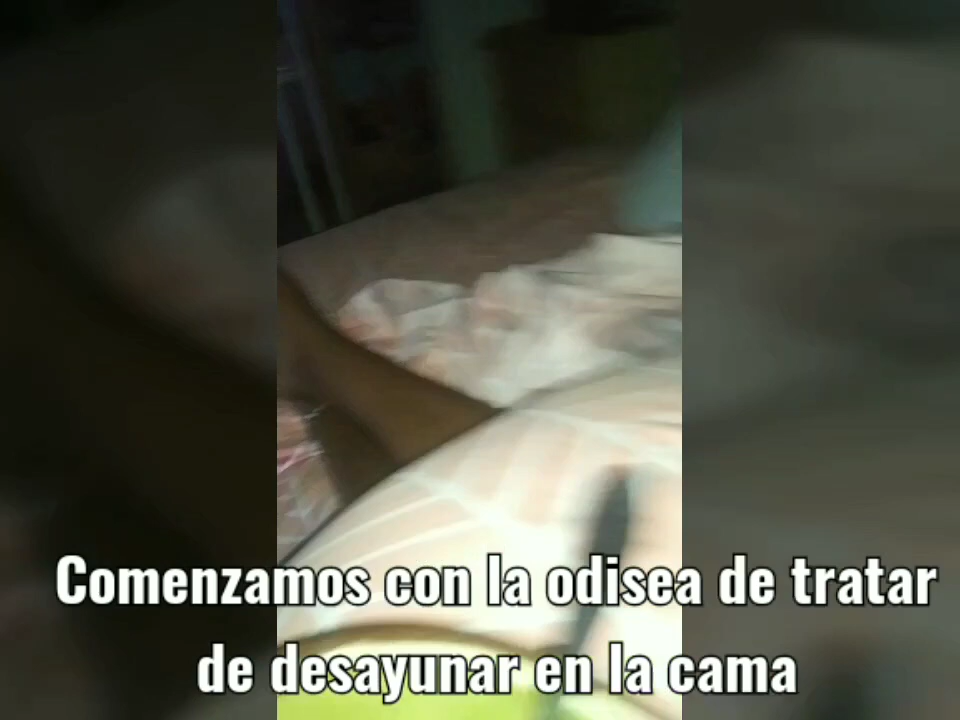 Comenzamos con la odisea de tratar
de desayunar en la cama